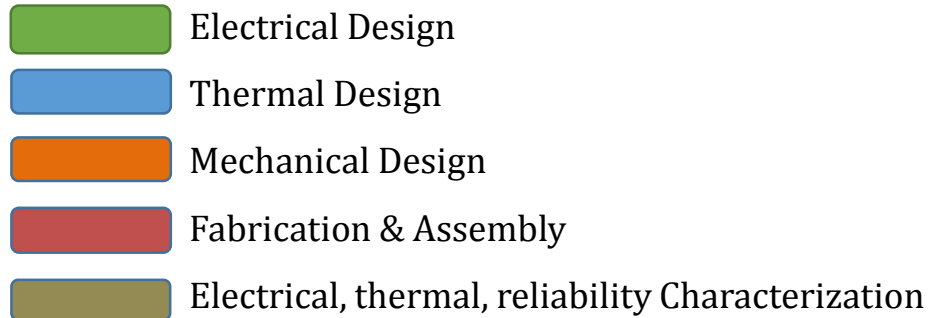 Electrical Design
Thermal Design
Mechanical Design
Fabrication & Assembly
Electrical, thermal, reliability Characterization